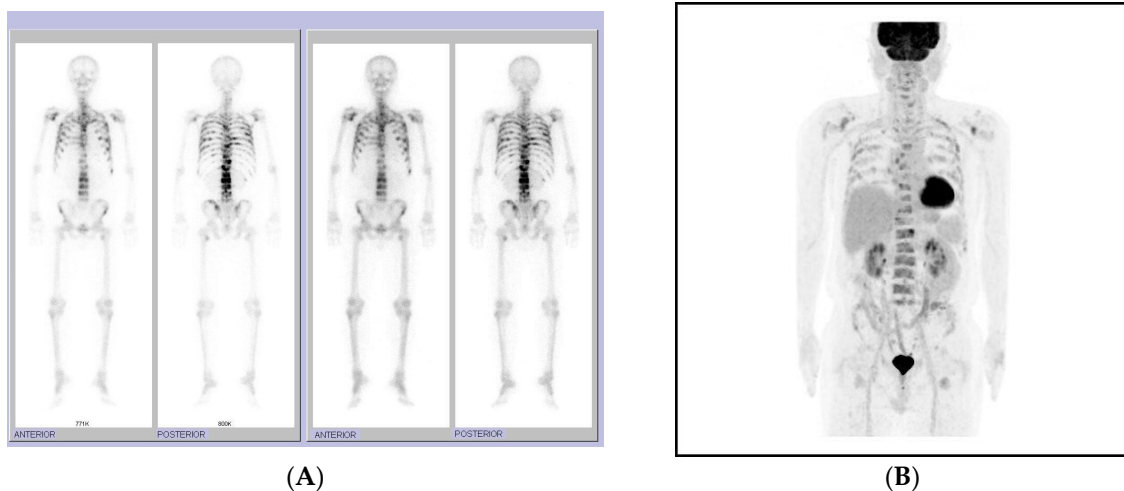 771K
800K
ANTERIOR
POSTERIOR
ANTERIOR
POSTERIOR
(A)
(B)